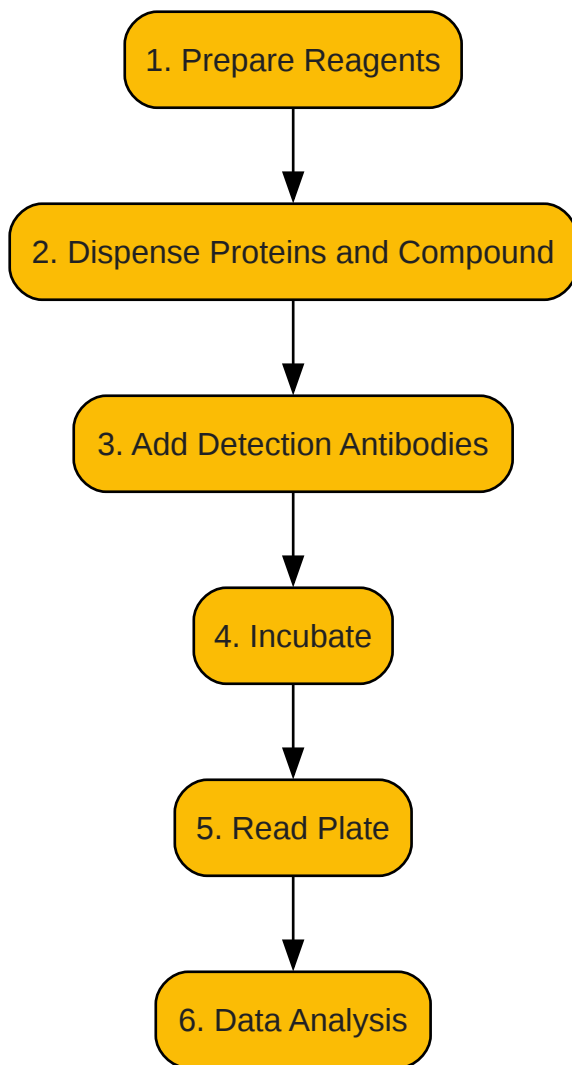 1. Prepare Reagents
2. Dispense Proteins and Compound
3. Add Detection Antibodies
4. Incubate
5. Read Plate
6. Data Analysis